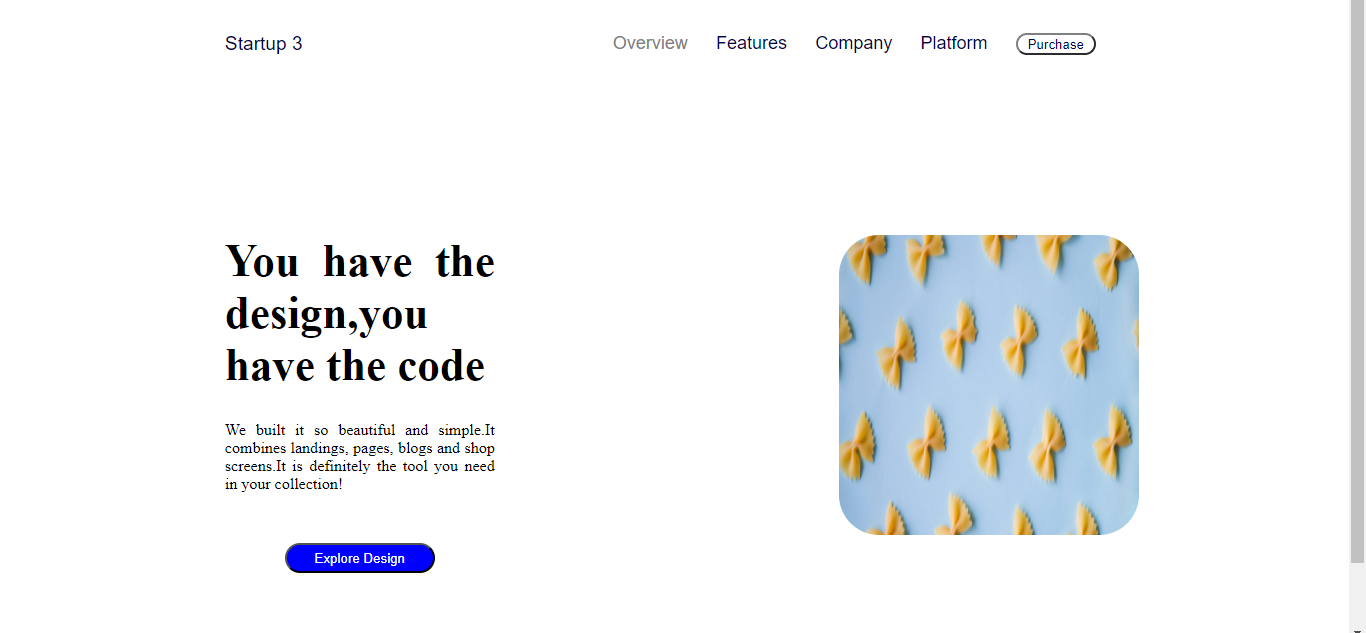 Startup 3
Overview Features Company Platform Purchase
You have the
design,you
have the code
We built it so beautiful and simple.It
combines landings, pages, blogs and shop
screens.It is definitely the tool you need
in your collection!
Explore Design